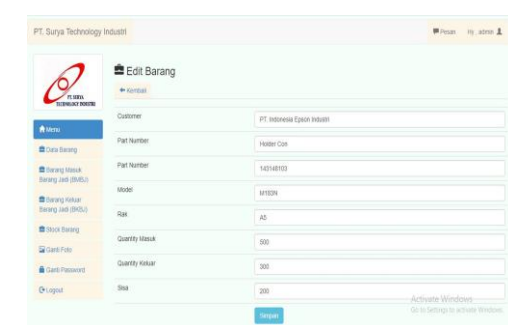 PT. Surya Technology Industri
Pesan
Hy , admin
PT. SURYA
TECHNOLOGY INDUSTRI
Menu
Data Barang
Barang Masuk
Barang Jadi (BMBJ)
Barang Keluar
Barang Jadi (BKBJ)
Stock Barang
Ganti Foto
Ganti Password
Logout
Edit Barang
Kembali
Customer
PT. Indonesia Epson Industri
Part Number
Holder Con
Part Number
143148103
Model
M183N
Rak
A5
Quantity Masuk
500
Quantity Keluar
300
Sisa
200
Simpan
Activate Windows
Go to Settings to activate Windows.